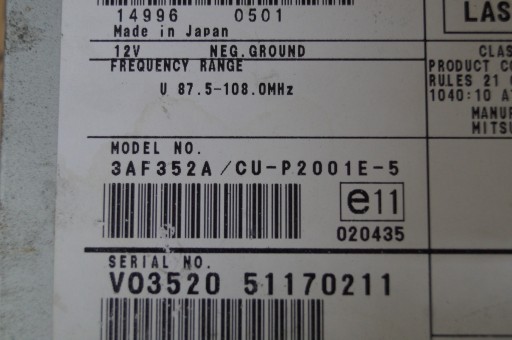 14996 0501
Made in Japan
LAS
12V NEG.GROUND
FREQUENCY RANGE
U 87.5-108.0MHz
CLAS
PRODUCT CO
RULES 21
1040:10 A
MANU
MITSU
MODEL NO.
3AF352A/CU-P2001E-5
e11
020435
SERIAL NO.
V03520 51170211